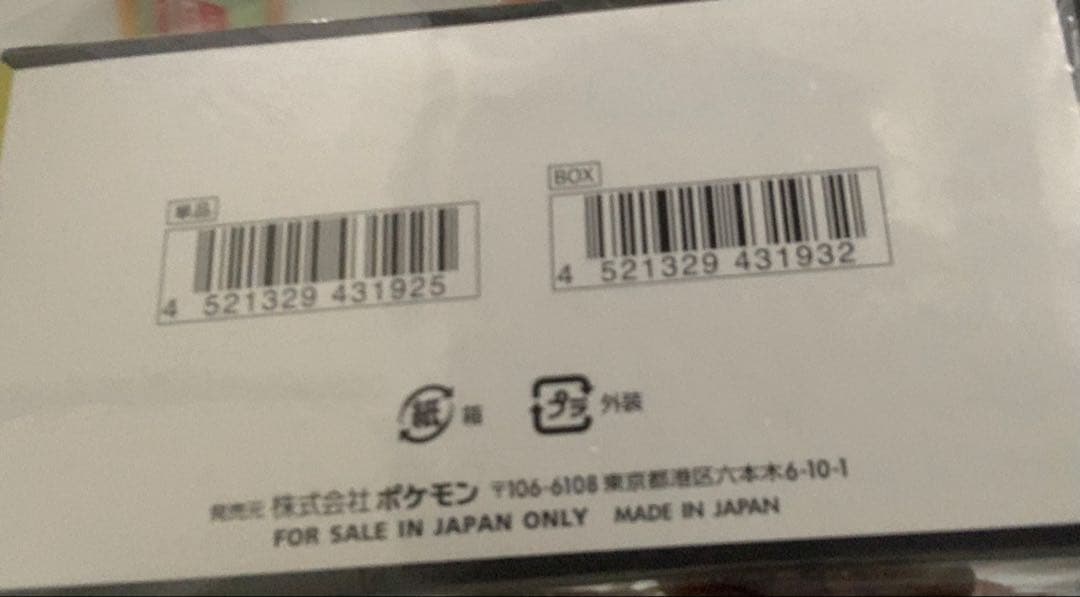 単品
4 521329 431925
BOX
4 521329 431932
紙 箱
プラ 外装
発売元 株式会社 ポケモン 〒106-6108 東京都港区六本木6-10-1
FOR SALE IN JAPAN ONLY MADE IN JAPAN